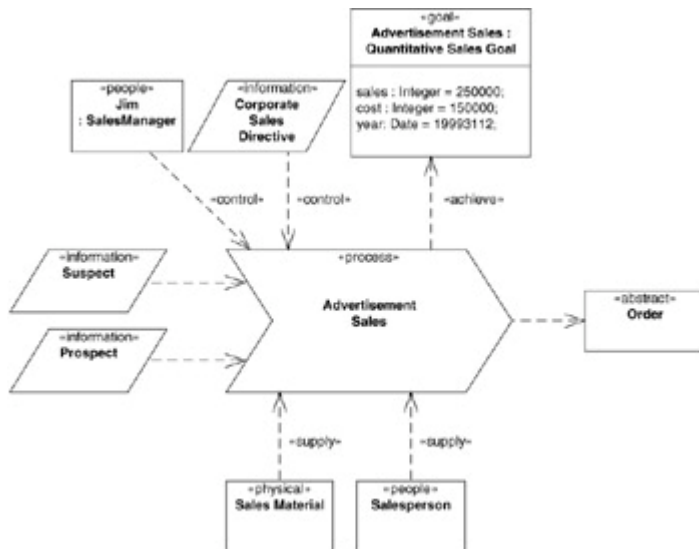 «people»
Jim
: SalesManager
«information»
Corporate
Sales
Directive
«goal»
Advertisement Sales :
Quantitative Sales Goal
sales : Integer = 250000;
cost : Integer = 150000;
year: Date = 19993112;
«control»
«control»
«achieve»
«information»
Suspect
«process»
Advertisement
Sales
«information»
Prospect
«abstract»
Order
«supply»
«supply»
«physical»
Sales Material
«people»
Salesperson